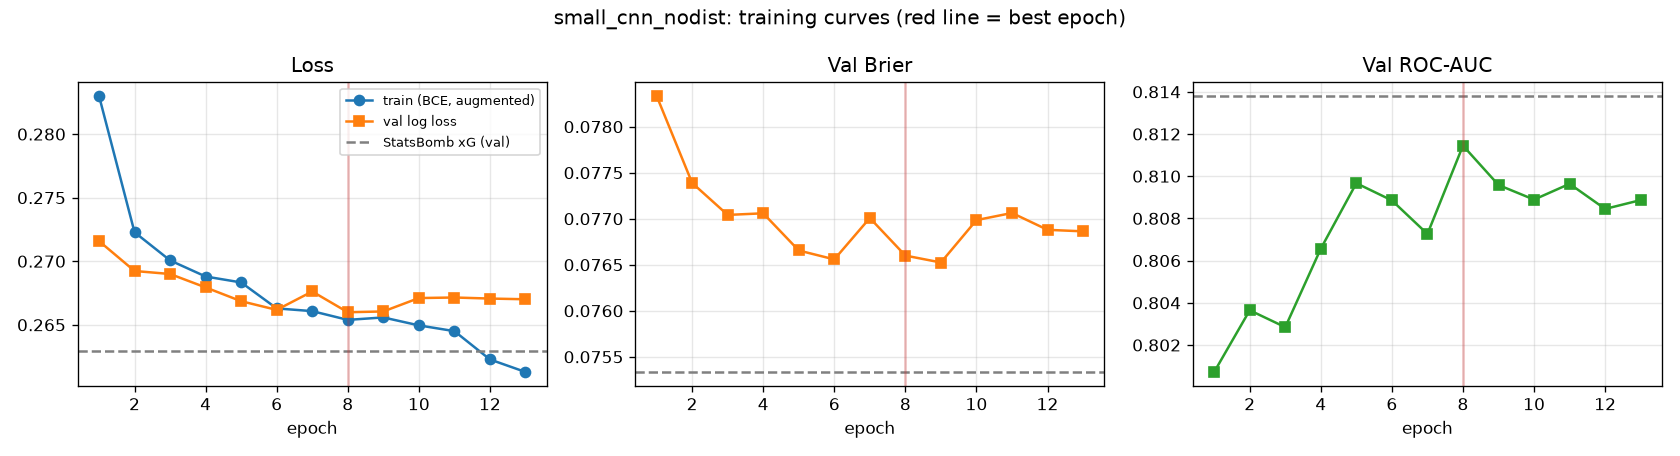 small_cnn_nodist: training curves (red line = best epoch)
Loss
train (BCE, augmented)
val log loss
StatsBomb xG (val)
0.280
0.275
0.270
0.265
2 4 6 8 10 12
epoch
Val Brier
0.0780
0.0775
0.0770
0.0765
0.0760
0.0755
2 4 6 8 10 12
epoch
Val ROC-AUC
0.814
0.812
0.810
0.808
0.806
0.804
0.802
2 4 6 8 10 12
epoch